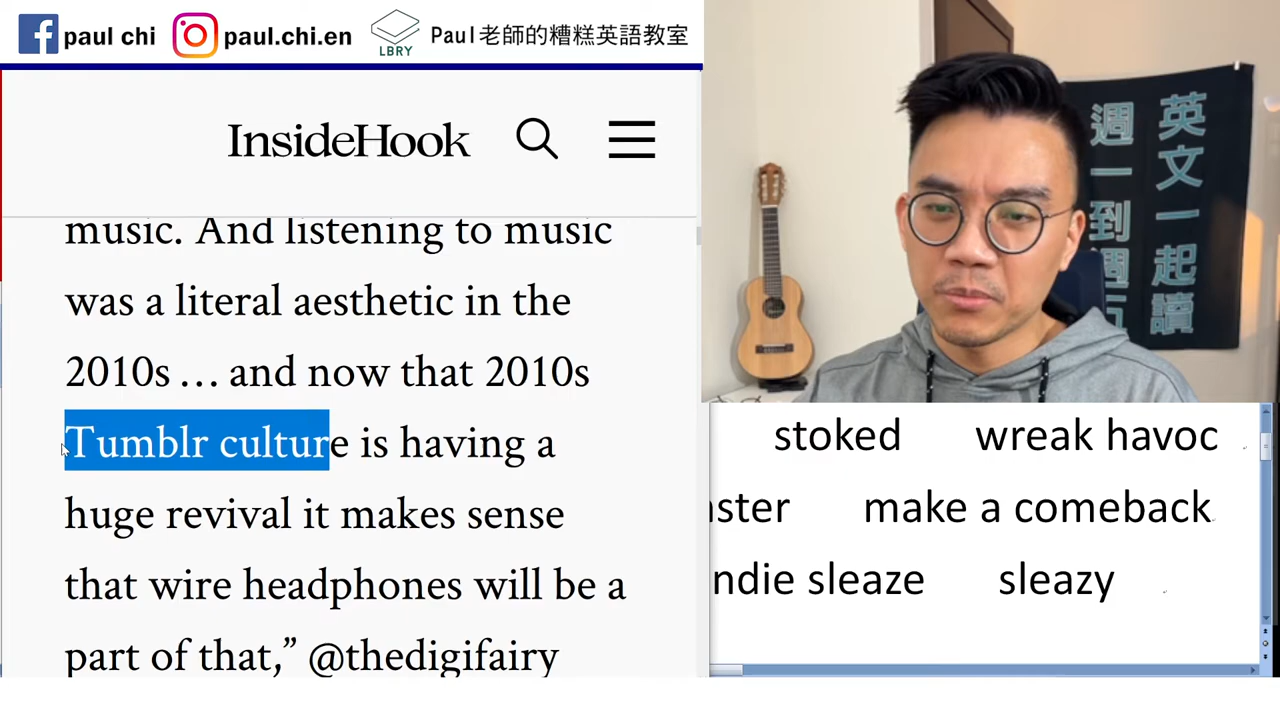 paul chi paul.chi.en LBRY Paul老師的糟糕英語教室
InsideHook
music. And listening to music
was a literal aesthetic in the
2010s … and now that 2010s
Tumblr culture is having a
huge revival it makes sense
that wire headphones will be a
part of that,” @thedigifairy
英文一起讀
週一到週五
stoked wreak havoc
make a comeback
sleaze sleazy